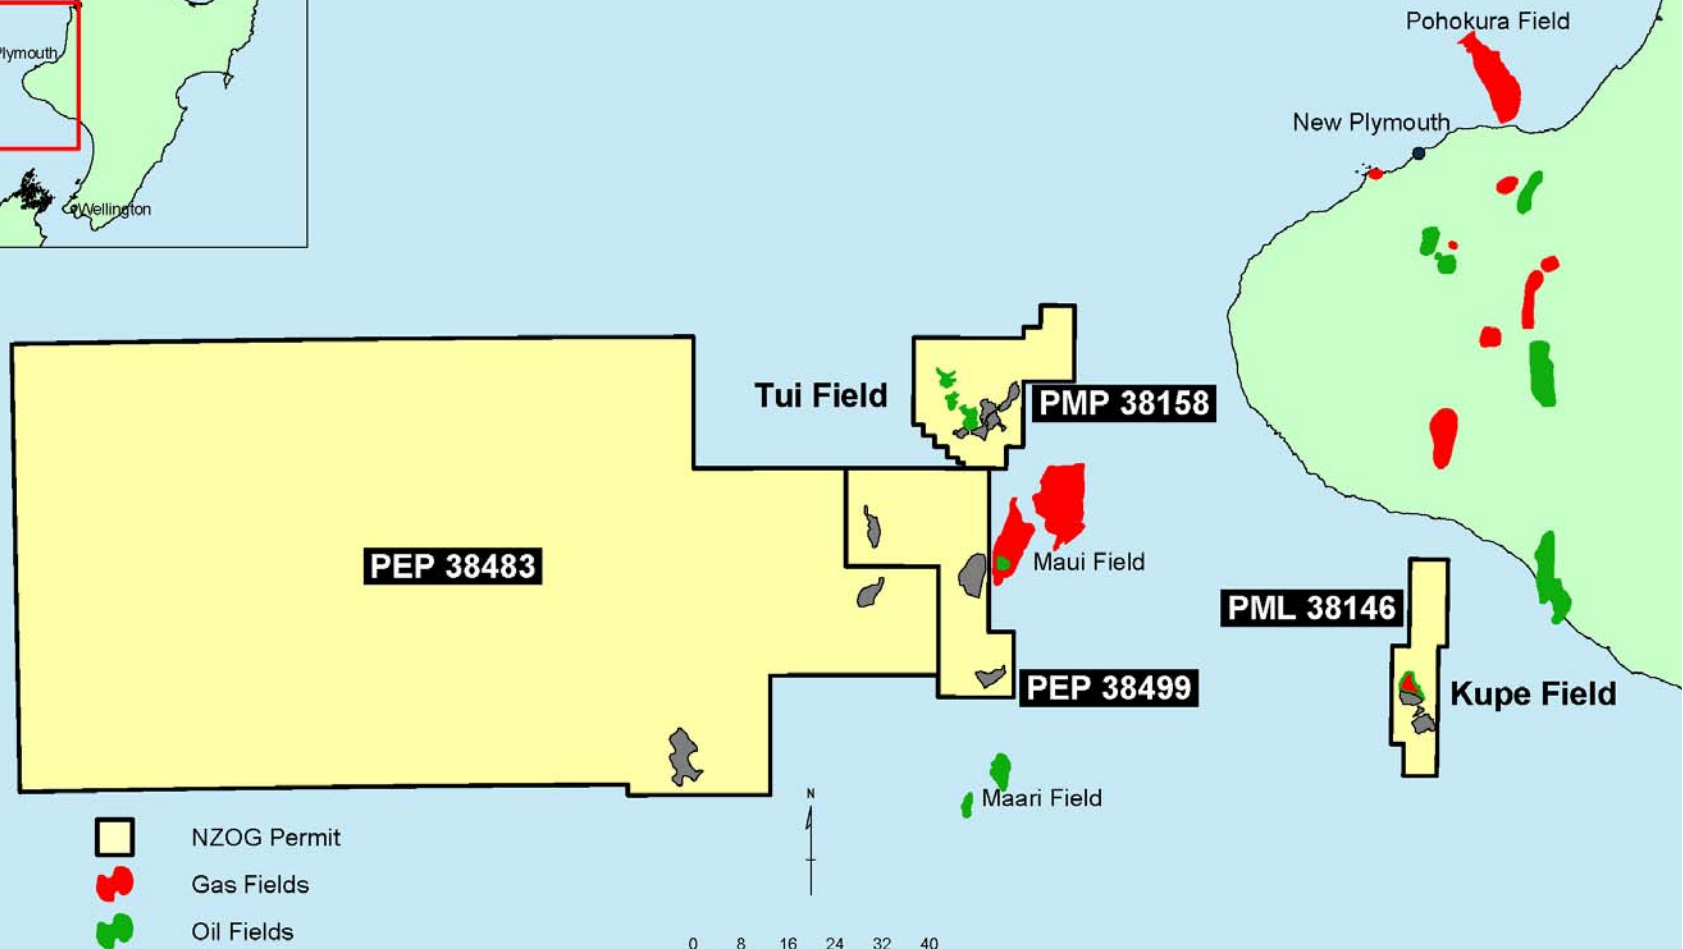 Pohokura Field
lymouth
New Plymouth
Wellington
Tui Field
PMP 38158
PEP 38483
Maui Field
PML 38146
PEP 38499
Kupe Field
Maari Field
N
NZOG Permit
Gas Fields
Oil Fields
0 8 16 24 32 40